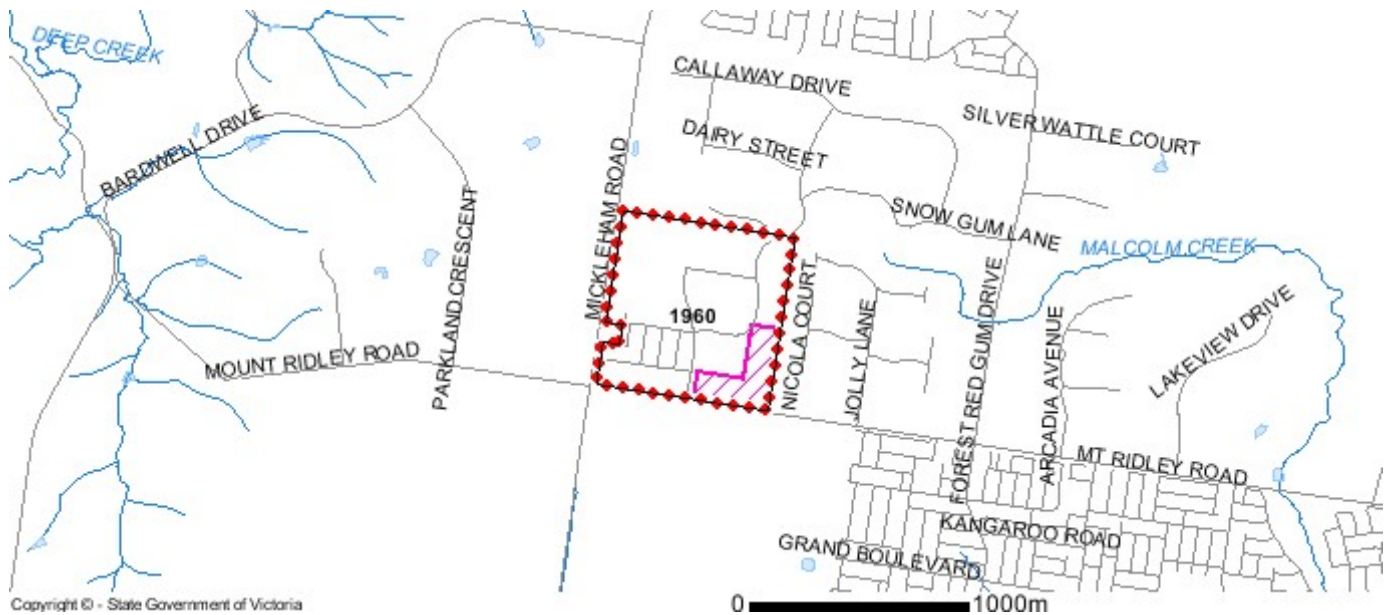 DEEP CREEK
CALLAWAY DRIVE
BARDWELL DRIVE
SILVER WATTLE COURT
DAIRY STREET
MICKLEHAM ROAD
PARKLAND CRESCENT
SNOW GUM LANE
MALCOLM CREEK
NICOLA COURT
FOREST RED GUM DRIVE
1960
JOLLY LANE
ARCADIA AVENUE
LAKEVIEW DRIVE
MOUNT RIDLEY ROAD
MT RIDLEY ROAD
KANGAROO ROAD
GRAND BOULEVARD
Copyright © - State Government of Victoria
0 1000m